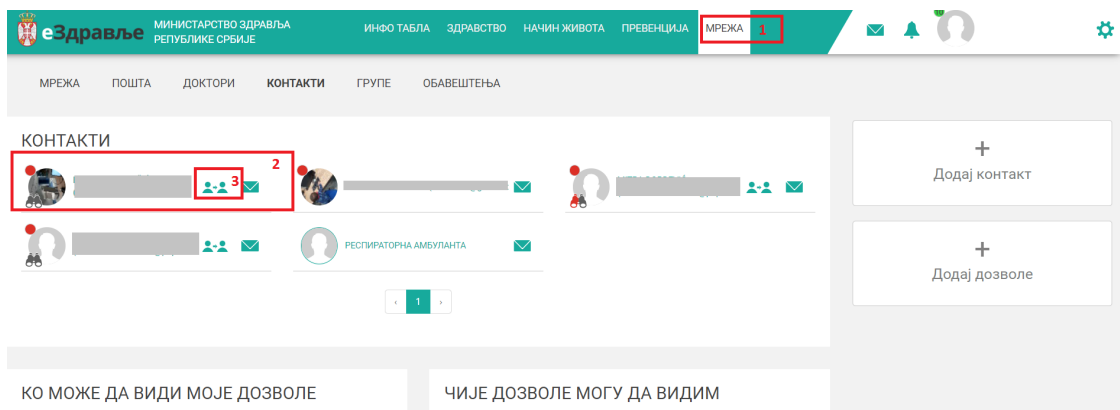 еЗдравље
МИНИСТАРСТВО ЗДРАВЉА
РЕПУБЛИКЕ СРБИЈЕ
ИНФО ТАБЛА ЗДРАВСТВО НАЧИН ЖИВОТА ПРЕВЕНЦИЈА МРЕЖА 1
МРЕЖА ПОШТА ДОКТОРИ КОНТАКТИ ГРУПЕ ОБАВЕШТЕЊА
КОНТАКТИ
2
3
РЕСПИРАТОРНА АМБУЛАНТА
‹ 1 ›
+
Додај контакт
+
Додај дозволе
КО МОЖЕ ДА ВИДИ МОЈЕ ДОЗВОЛЕ
ЧИЈЕ ДОЗВОЛЕ МОГУ ДА ВИДИМ